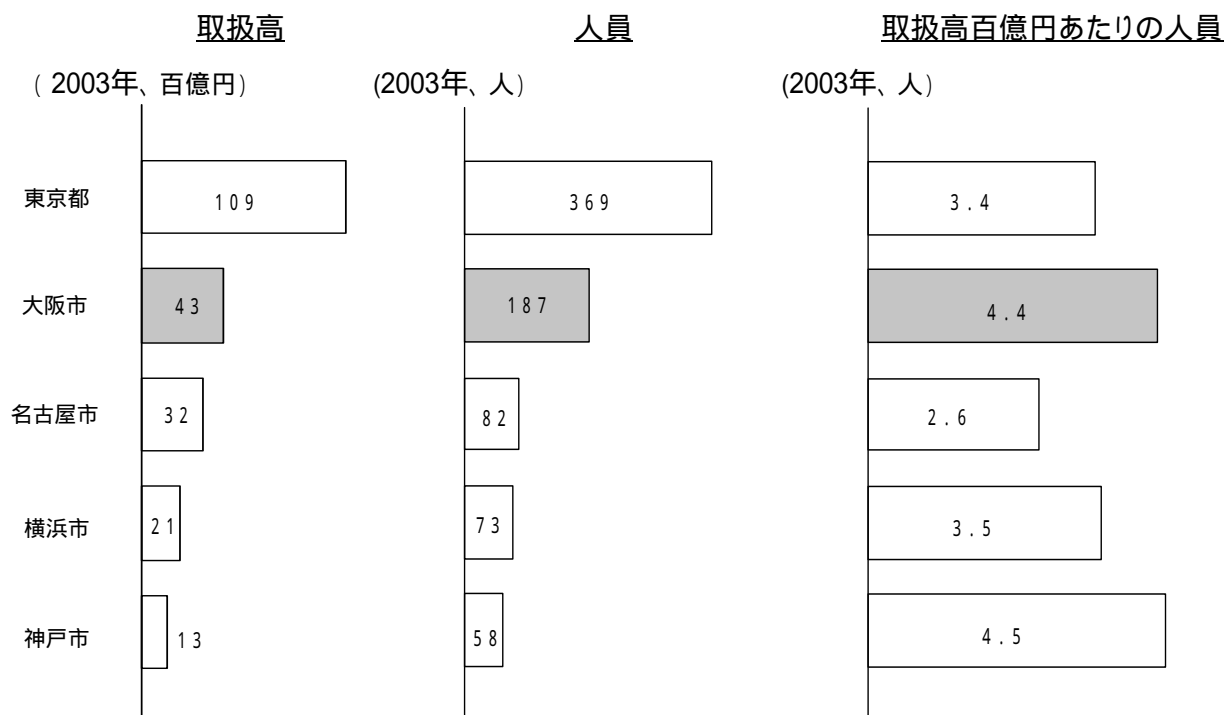 取扱高 人員 取扱高百億円あたりの人員
( 2003年、百億円) (2003年、人) (2003年、人)
東京都 109 369 3.4
大阪市 43 187 4.4
名古屋市 32 82 2.6
横浜市 21 73 3.5
神戸市 13 58 4.5